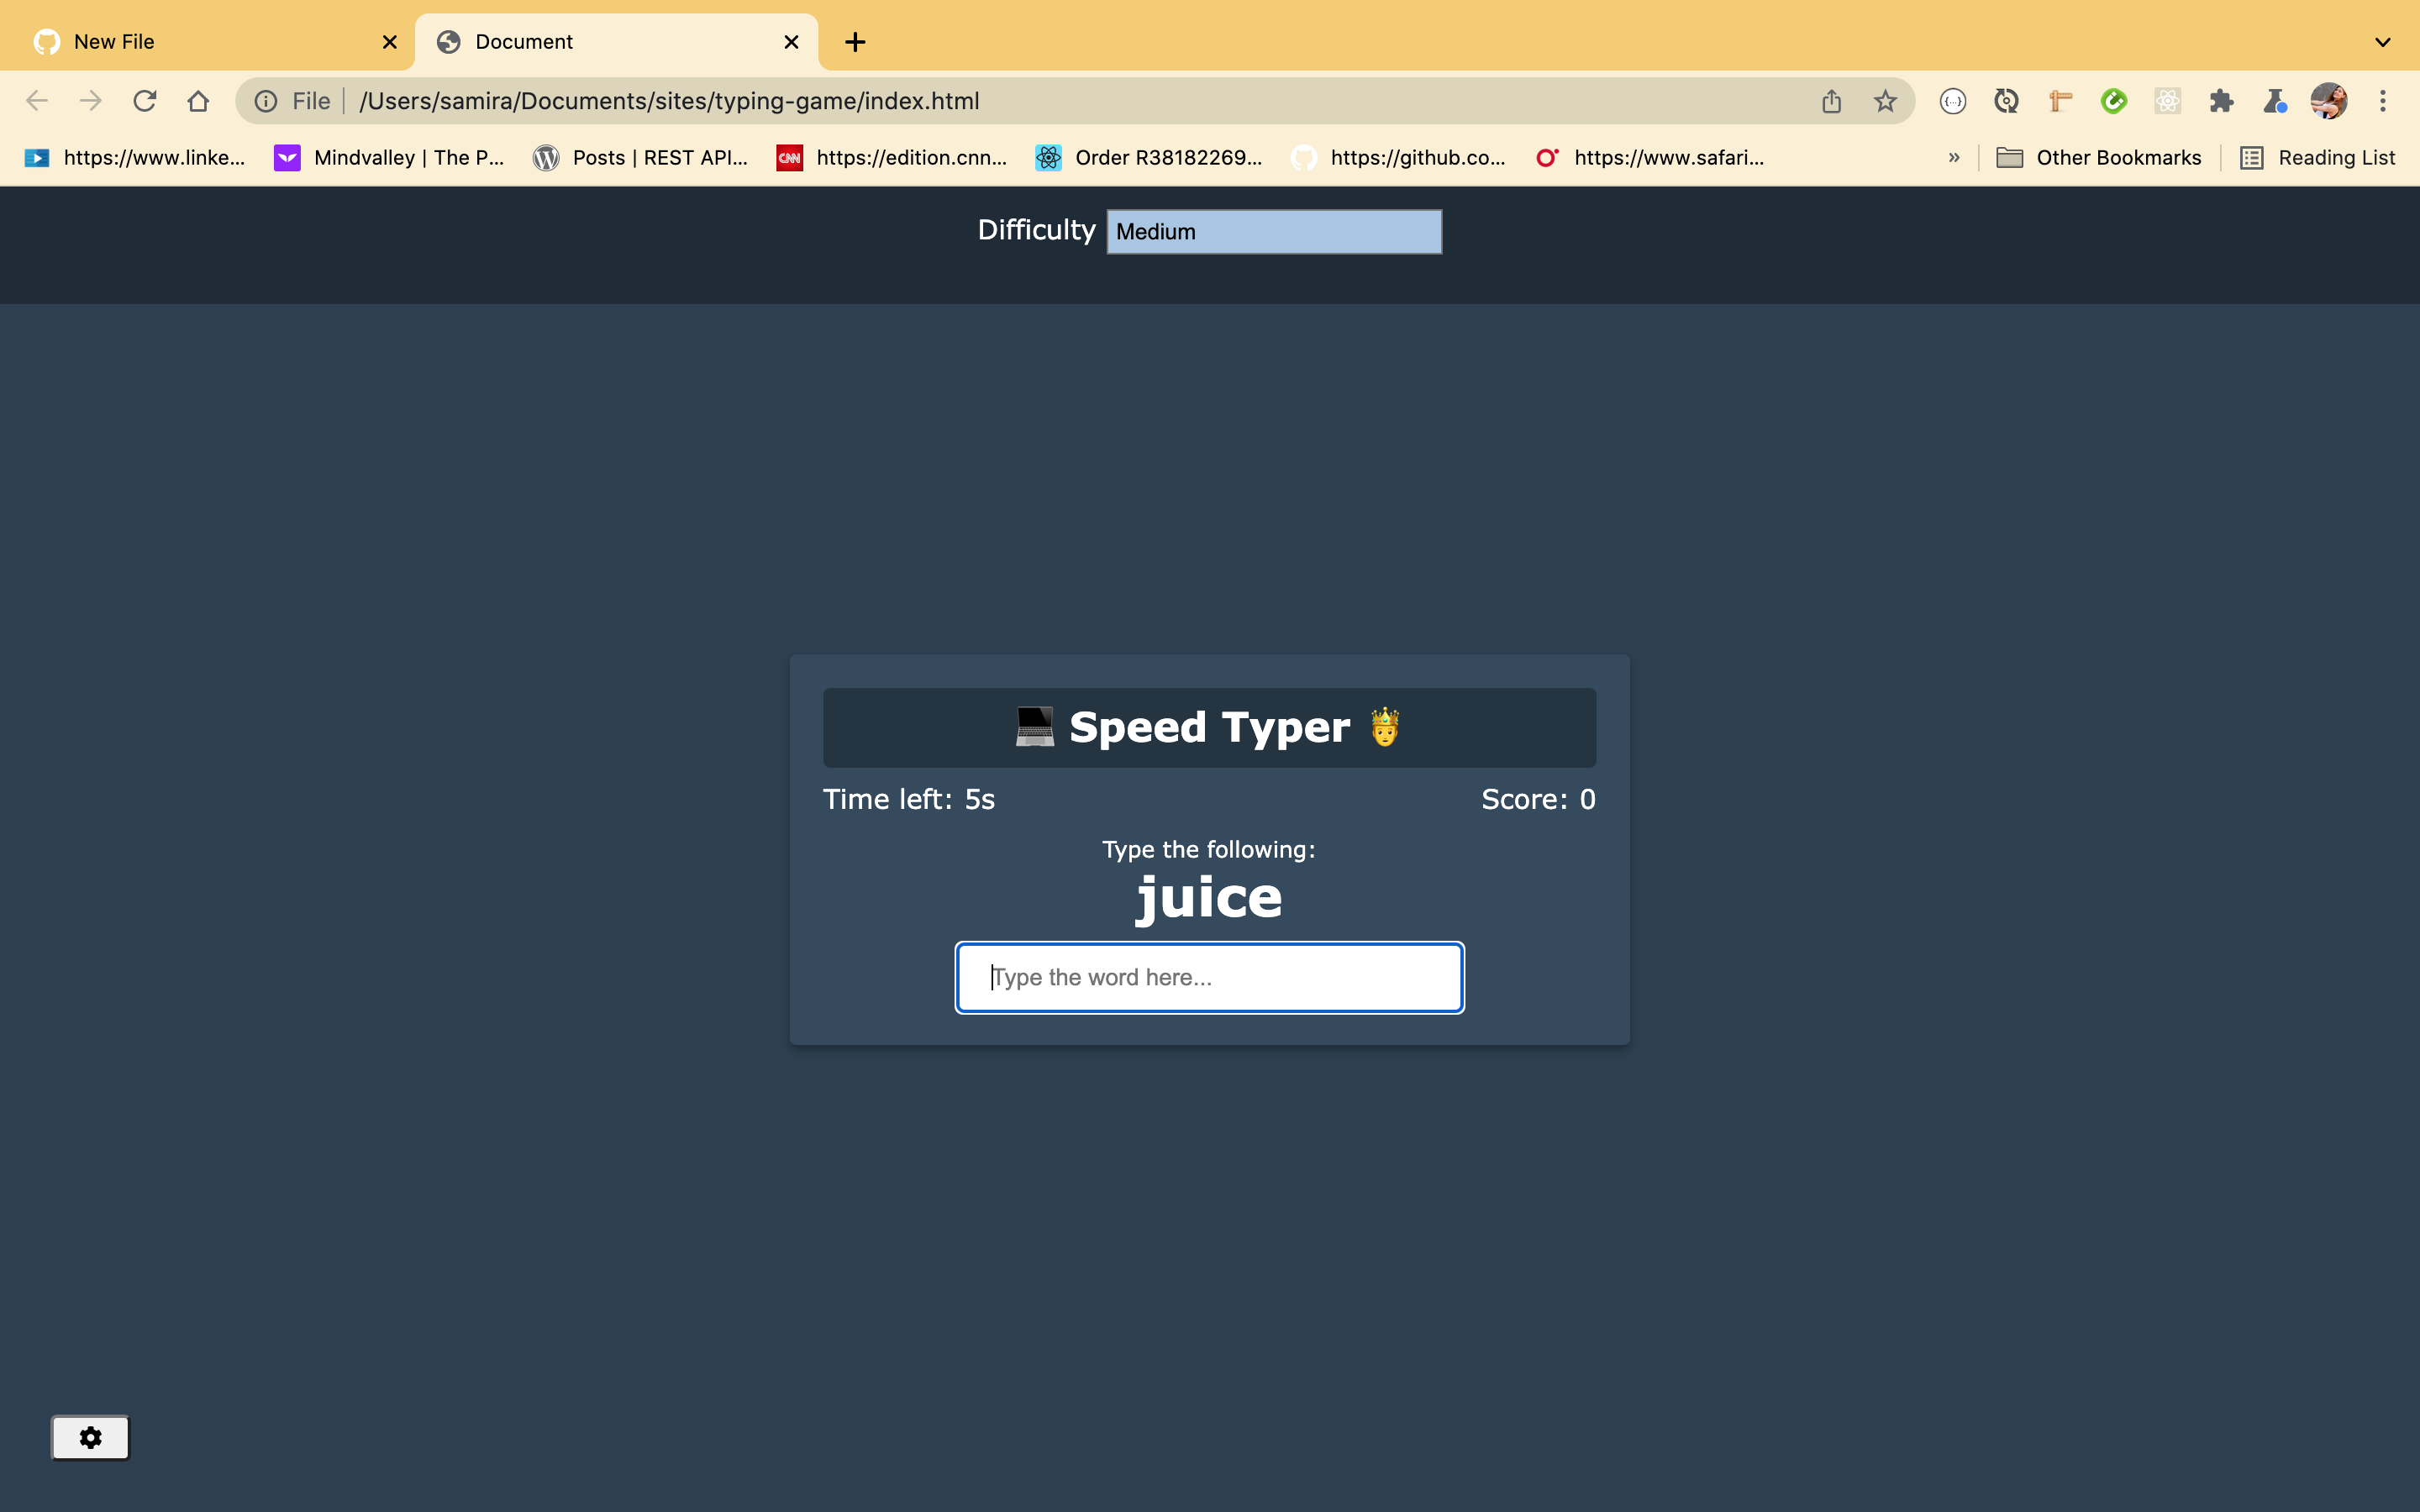 New File
Document
File
/Users/samira/Documents/sites/typing-game/index.html
https://www.linke...
Mindvalley | The P...
Posts | REST API...
CNN
https://edition.cnn...
Order R38182269...
https://github.co...
https://www.safari...
»
Other Bookmarks
Reading List
Difficulty
Medium
💻 Speed Typer 🤴
Time left: 5s
Score: 0
Type the following:
juice
Type the word here...